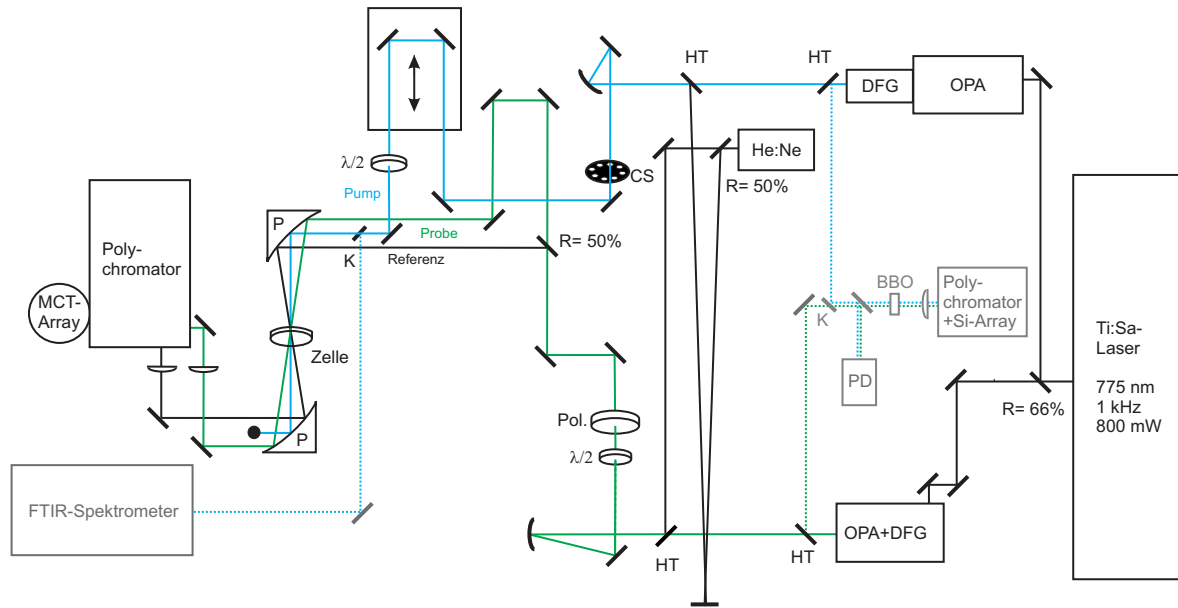 HT
HT
DFG
OPA
λ/2
He:Ne
CS
R= 50%
Pump
P
Probe
R= 50%
K
Referenz
Poly-
chromator
MCT-
Array
Zelle
BBO
Poly-
chromator
+Si-Array
K
PD
Ti:Sa-
Laser
775 nm
1 kHz
800 mW
R= 66%
Pol.
P
λ/2
FTIR-Spektrometer
HT
HT
OPA+DFG